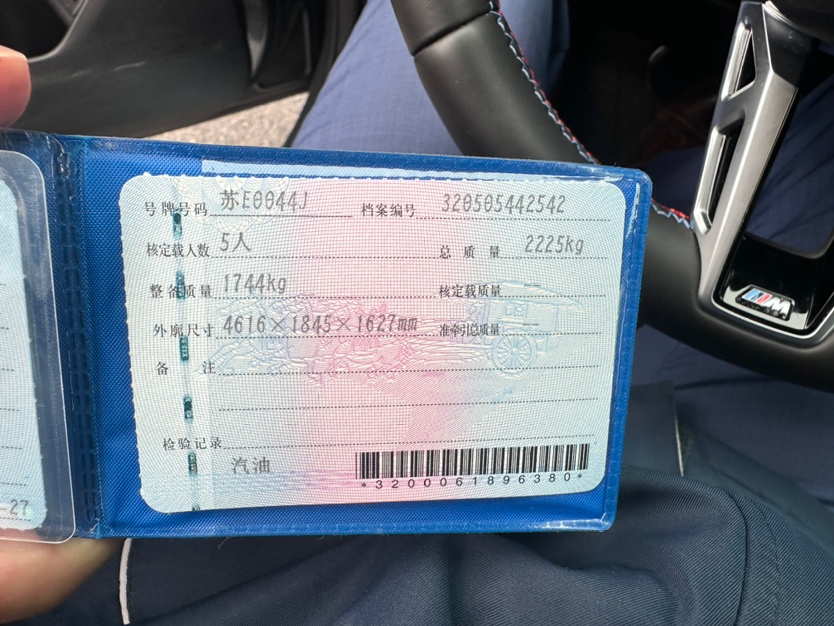 号牌号码 苏E0044J 档案编号 320505442542
核定载人数 5人 总质量 2225kg
整备质量 1744kg 核定载质量 --
外廓尺寸 4616×1845×1627mm 准牵引总质量 --
备注
检验记录
汽油
*3200061896380*
-27
M